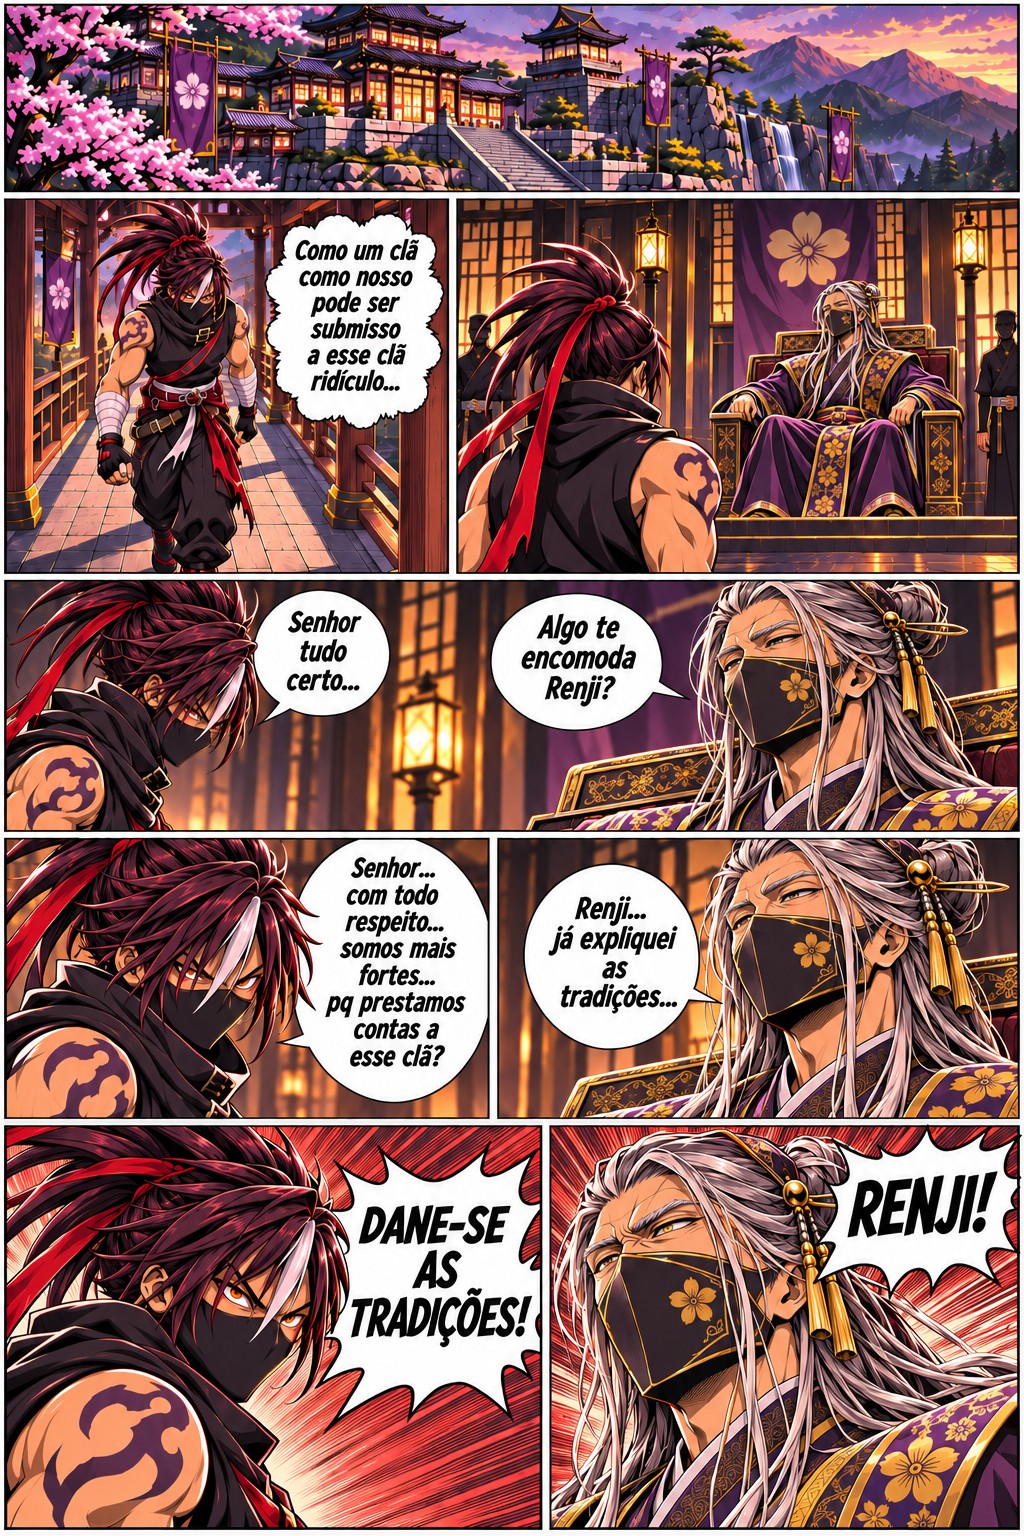 Como um clã
como nosso
pode ser
submisso
a esse clã
ridículo...
Senhor
tudo
certo...
Algo te
encomoda
Renji?
Senhor...
com todo
respeito...
somos mais
fortes...
pq prestamos
contas a
esse clã?
Renji...
já expliquei
as
tradições...
DANE-SE
AS
TRADIÇÕES!
RENJI!